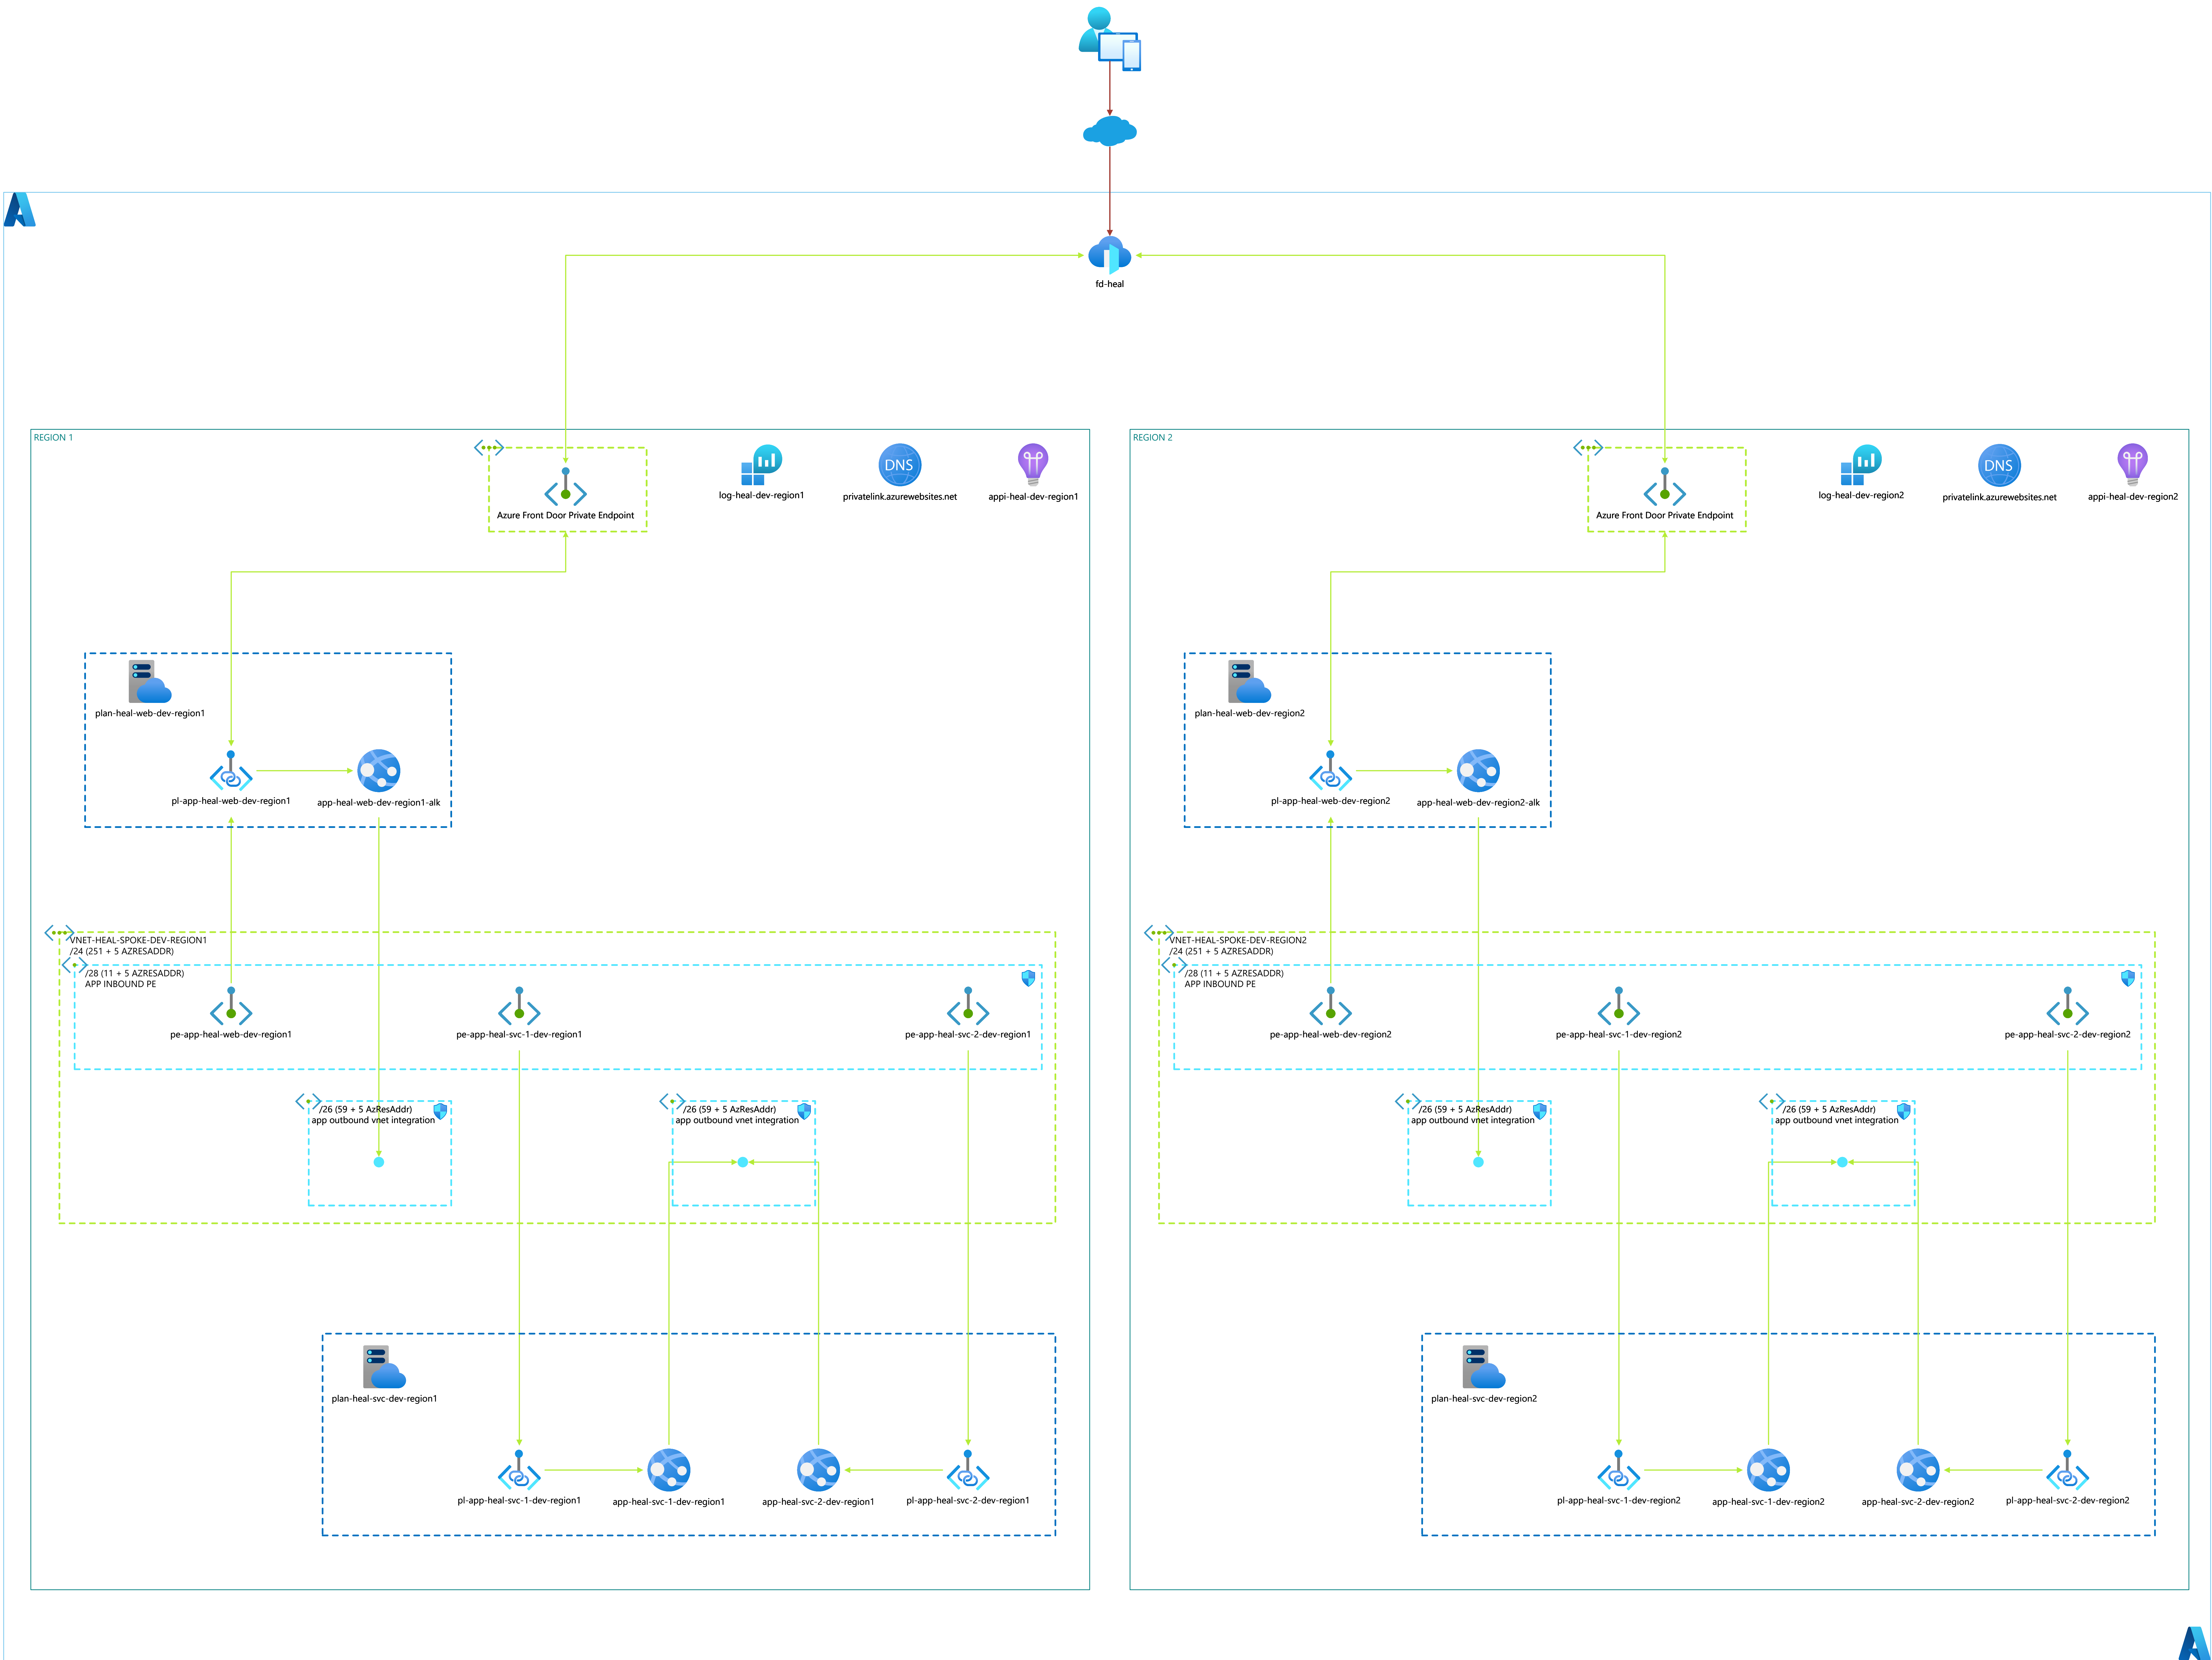 fd-heal
REGION 1
Azure Front Door Private Endpoint
log-heal-dev-region1
DNS
privatelink.azurewebsites.net
appi-heal-dev-region1
plan-heal-web-dev-region1
pl-app-heal-web-dev-region1
app-heal-web-dev-region1-alk
VNET-HEAL-SPOKE-DEV-REGION1
/24 (251 + 5 AZRESADDR)
/28 (11 + 5 AZRESADDR)
APP INBOUND PE
pe-app-heal-web-dev-region1
pe-app-heal-svc-1-dev-region1
pe-app-heal-svc-2-dev-region1
/26 (59 + 5 AzResAddr)
app outbound vnet integration
/26 (59 + 5 AzResAddr)
app outbound vnet integration
plan-heal-svc-dev-region1
pl-app-heal-svc-1-dev-region1
app-heal-svc-1-dev-region1
app-heal-svc-2-dev-region1
pl-app-heal-svc-2-dev-region1
REGION 2
Azure Front Door Private Endpoint
log-heal-dev-region2
DNS
privatelink.azurewebsites.net
appi-heal-dev-region2
plan-heal-web-dev-region2
pl-app-heal-web-dev-region2
app-heal-web-dev-region2-alk
VNET-HEAL-SPOKE-DEV-REGION2
/24 (251 + 5 AZRESADDR)
/28 (11 + 5 AZRESADDR)
APP INBOUND PE
pe-app-heal-web-dev-region2
pe-app-heal-svc-1-dev-region2
pe-app-heal-svc-2-dev-region2
/26 (59 + 5 AzResAddr)
app outbound vnet integration
/26 (59 + 5 AzResAddr)
app outbound vnet integration
plan-heal-svc-dev-region2
pl-app-heal-svc-1-dev-region2
app-heal-svc-1-dev-region2
app-heal-svc-2-dev-region2
pl-app-heal-svc-2-dev-region2